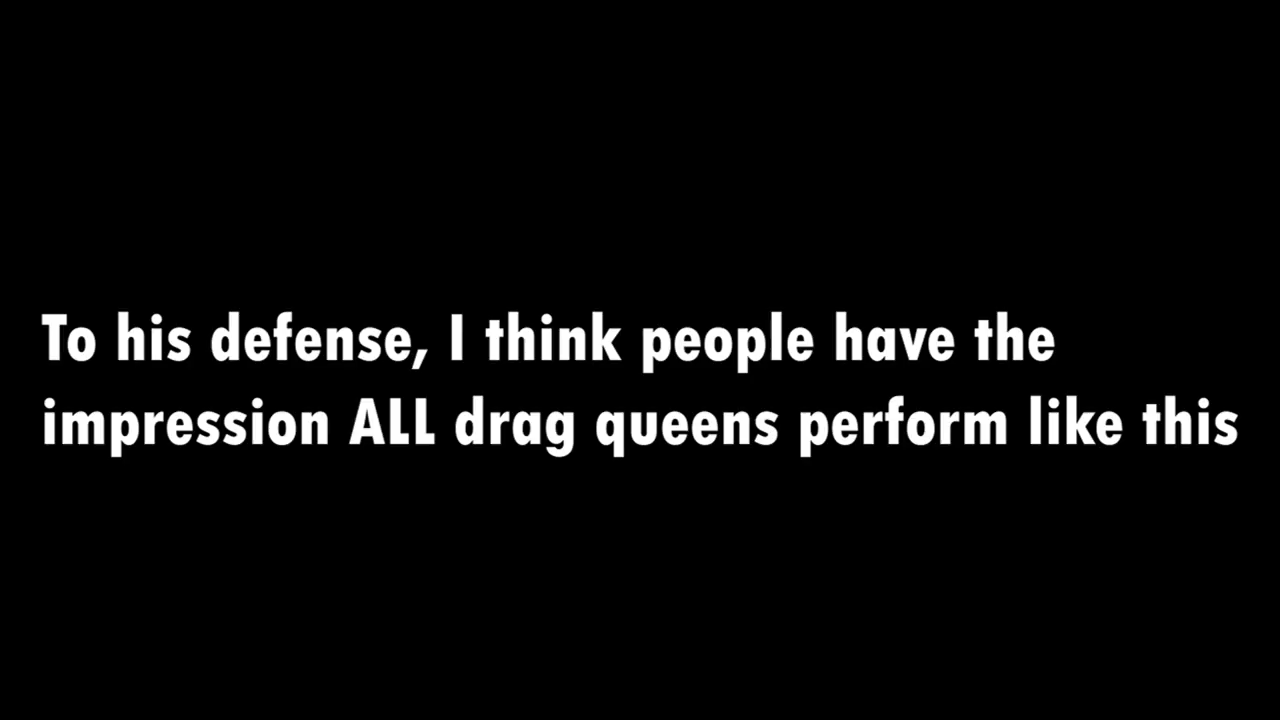 To his defense, I think people have the
impression ALL drag queens perform like this